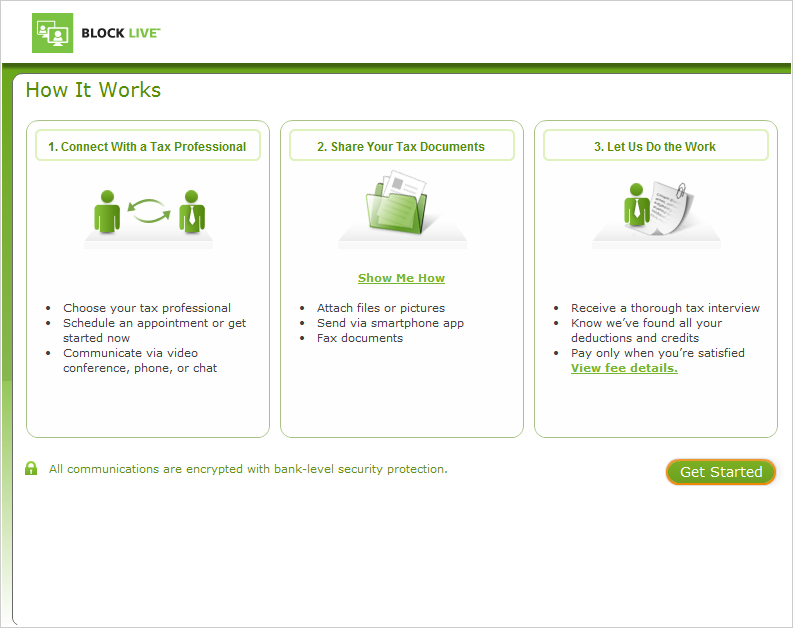 BLOCK LIVE℠
How It Works
1. Connect With a Tax Professional
• Choose your tax professional
• Schedule an appointment or get
started now
• Communicate via video
conference, phone, or chat
2. Share Your Tax Documents
Show Me How
• Attach files or pictures
• Send via smartphone app
• Fax documents
3. Let Us Do the Work
• Receive a thorough tax interview
• Know we’ve found all your
deductions and credits
• Pay only when you’re satisfied
View fee details.
All communications are encrypted with bank-level security protection.
Get Started